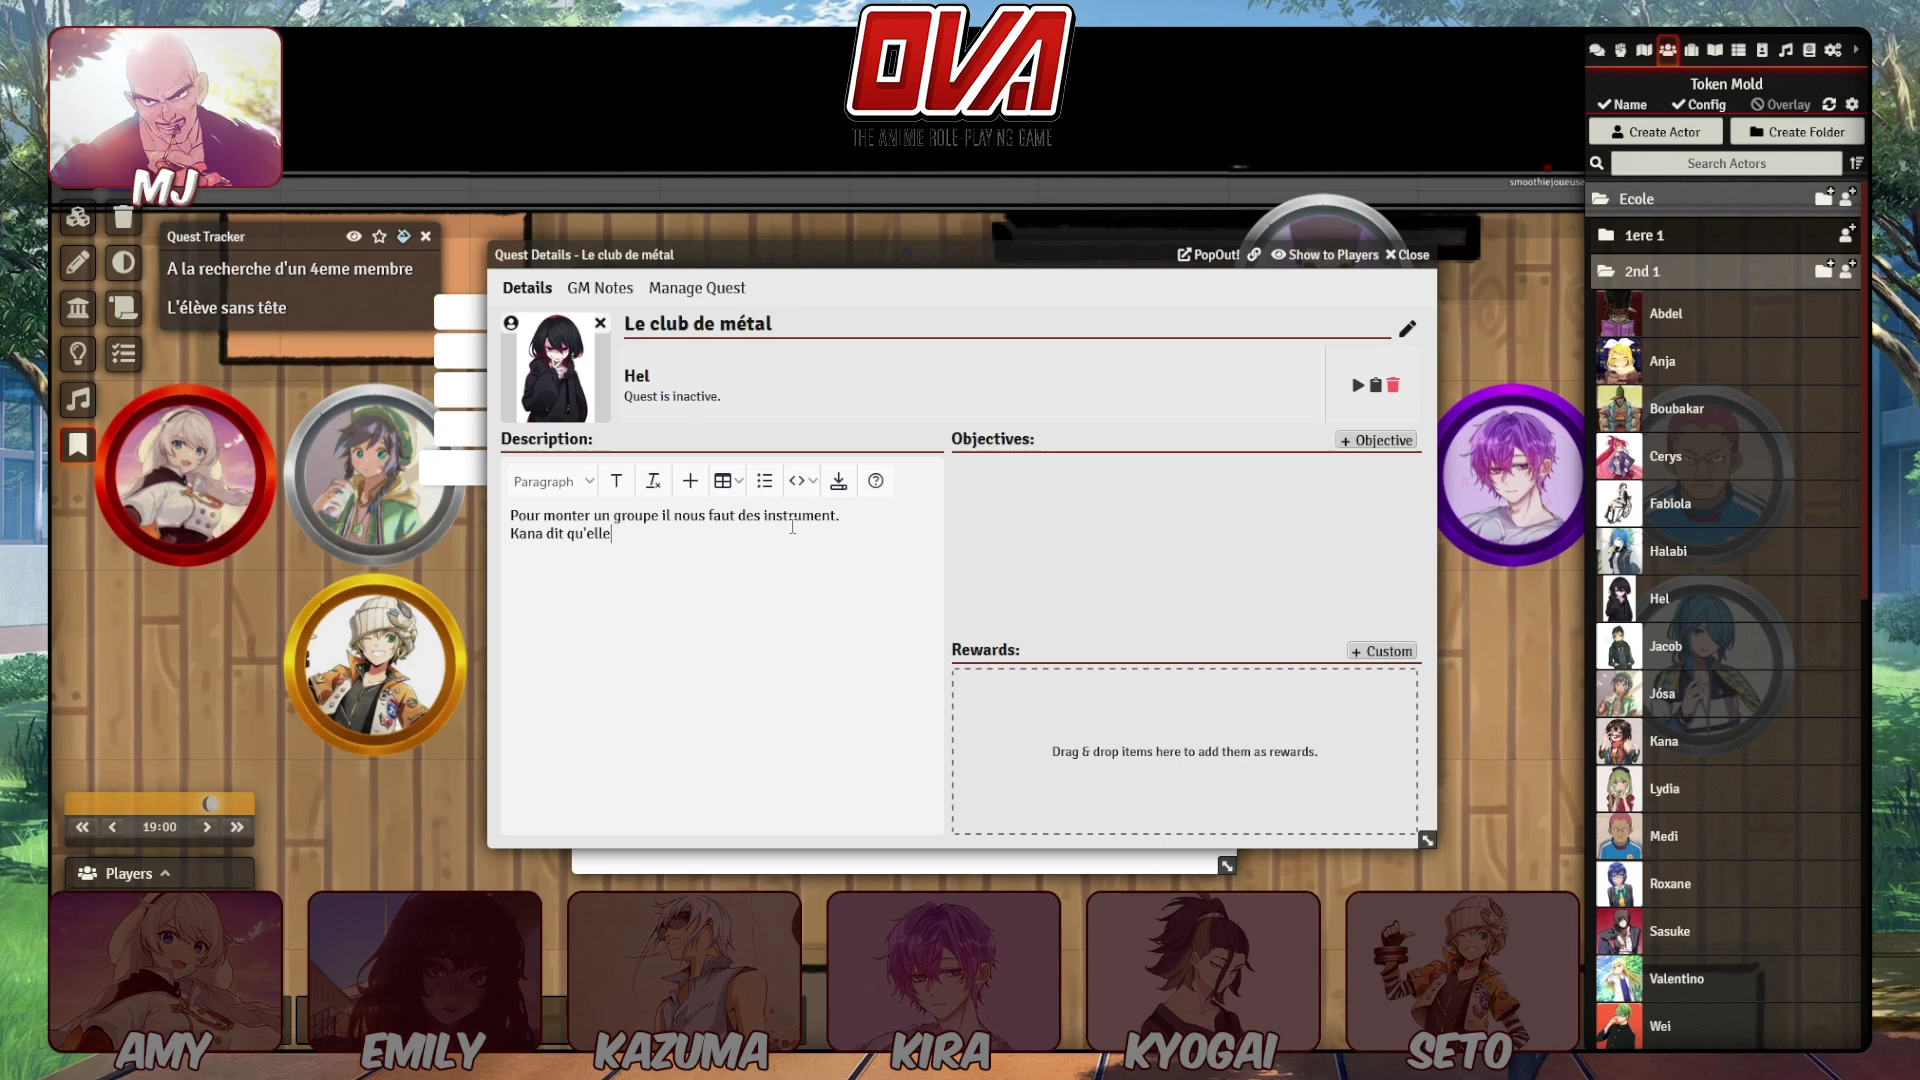 OVA
THE ANIME ROLE-PLAYING GAME
MJ
smoothiejoueuse
Quest Tracker
A la recherche d'un 4eme membre
L'élève sans tête
Quest Details - Le club de métal
PopOut!
Show to Players
Close
Details
GM Notes
Manage Quest
Le club de métal
Hel
Quest is inactive.
Description:
Paragraph
Pour monter un groupe il nous faut des instrument.
Kana dit qu'elle
Objectives:
+ Objective
Rewards:
+ Custom
Drag & drop items here to add them as rewards.
19:00
Players
AMY
EMILY
KAZUMA
KIRA
KYOGAI
SETO
Token Mold
Name
Config
Overlay
Create Actor
Create Folder
Search Actors
Ecole
1ere 1
2nd 1
Abdel
Anja
Boubakar
Cerys
Fabiola
Halabi
Hel
Jacob
Jósa
Kana
Lydia
Medi
Roxane
Sasuke
Valentino
Wei